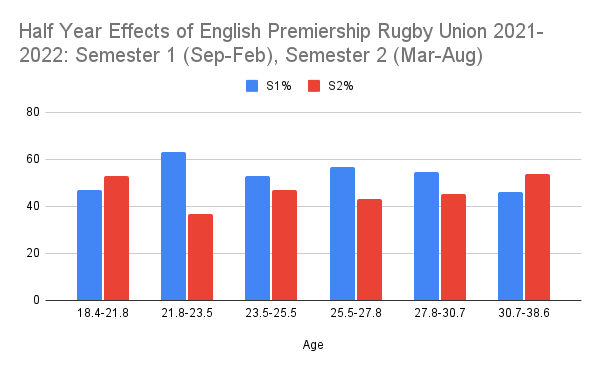 Half Year Effects of English Premiership Rugby Union 2021-
2022: Semester 1 (Sep-Feb), Semester 2 (Mar-Aug)
S1% S2%
80
60
40
20
0
18.4-21.8 21.8-23.5 23.5-25.5 25.5-27.8 27.8-30.7 30.7-38.6
Age